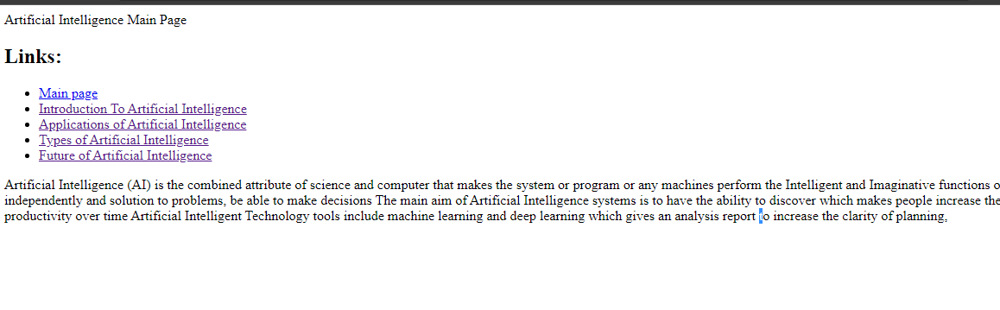 Artificial Intelligence Main Page
Links:
Main page
Introduction To Artificial Intelligence
Applications of Artificial Intelligence
Types of Artificial Intelligence
Future of Artificial Intelligence
Artificial Intelligence (AI) is the combined attribute of science and computer that makes the system or program or any machines perform the Intelligent and Imaginative functions
independently and solution to problems, be able to make decisions The main aim of Artificial Intelligence systems is to have the ability to discover which makes people increase the
productivity over time Artificial Intelligent Technology tools include machine learning and deep learning which gives an analysis report to increase the clarity of planning,